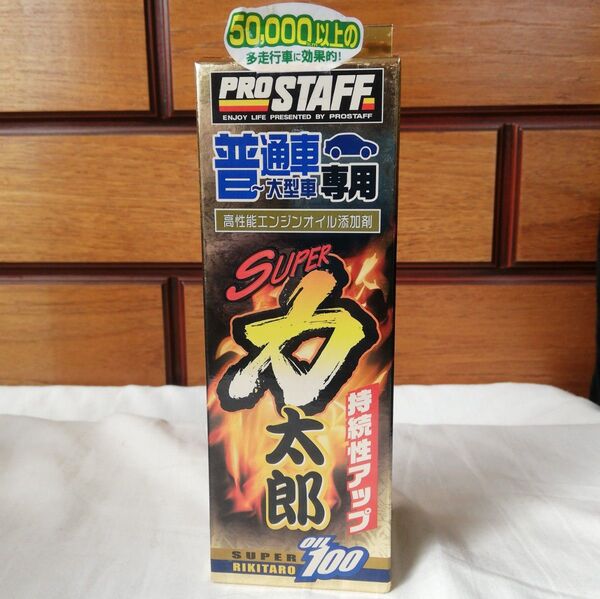 50,000km以上の
多走行車に効果的!
PROSTAFF
ENJOY LIFE PRESENTED BY PROSTAFF
普通車
～大型車専用
高性能エンジンオイル添加剤
SUPER
力太郎
持続性アップ
SUPER
RIKITARO
OIL100